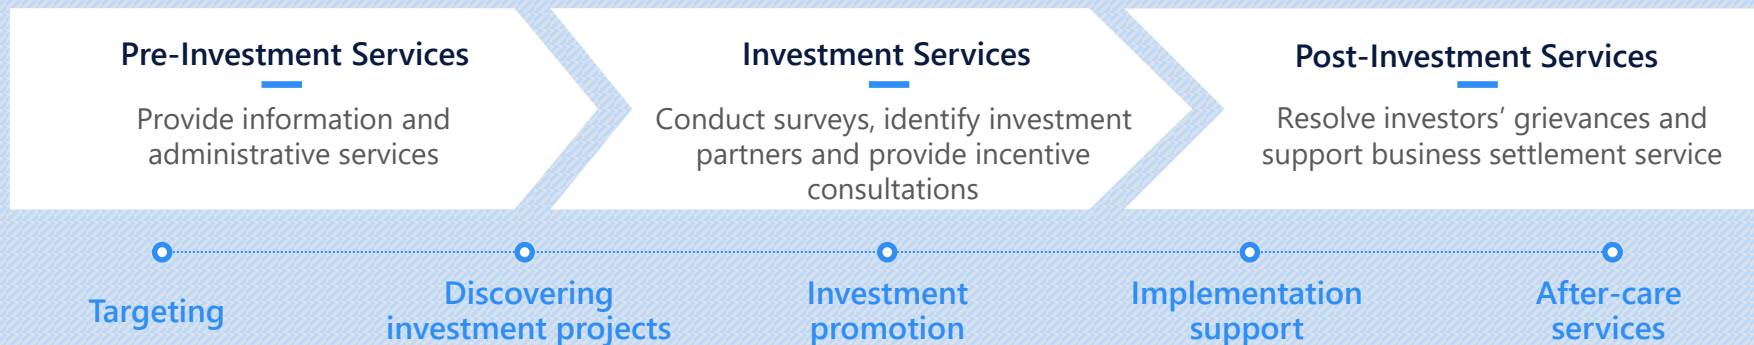 Pre-Investment Services
Provide information and
administrative services
Investment Services
Conduct surveys, identify investment
partners and provide incentive
consultations
Post-Investment Services
Resolve investors’ grievances and
support business settlement service
Targeting
Discovering
investment projects
Investment
promotion
Implementation
support
After-care
services